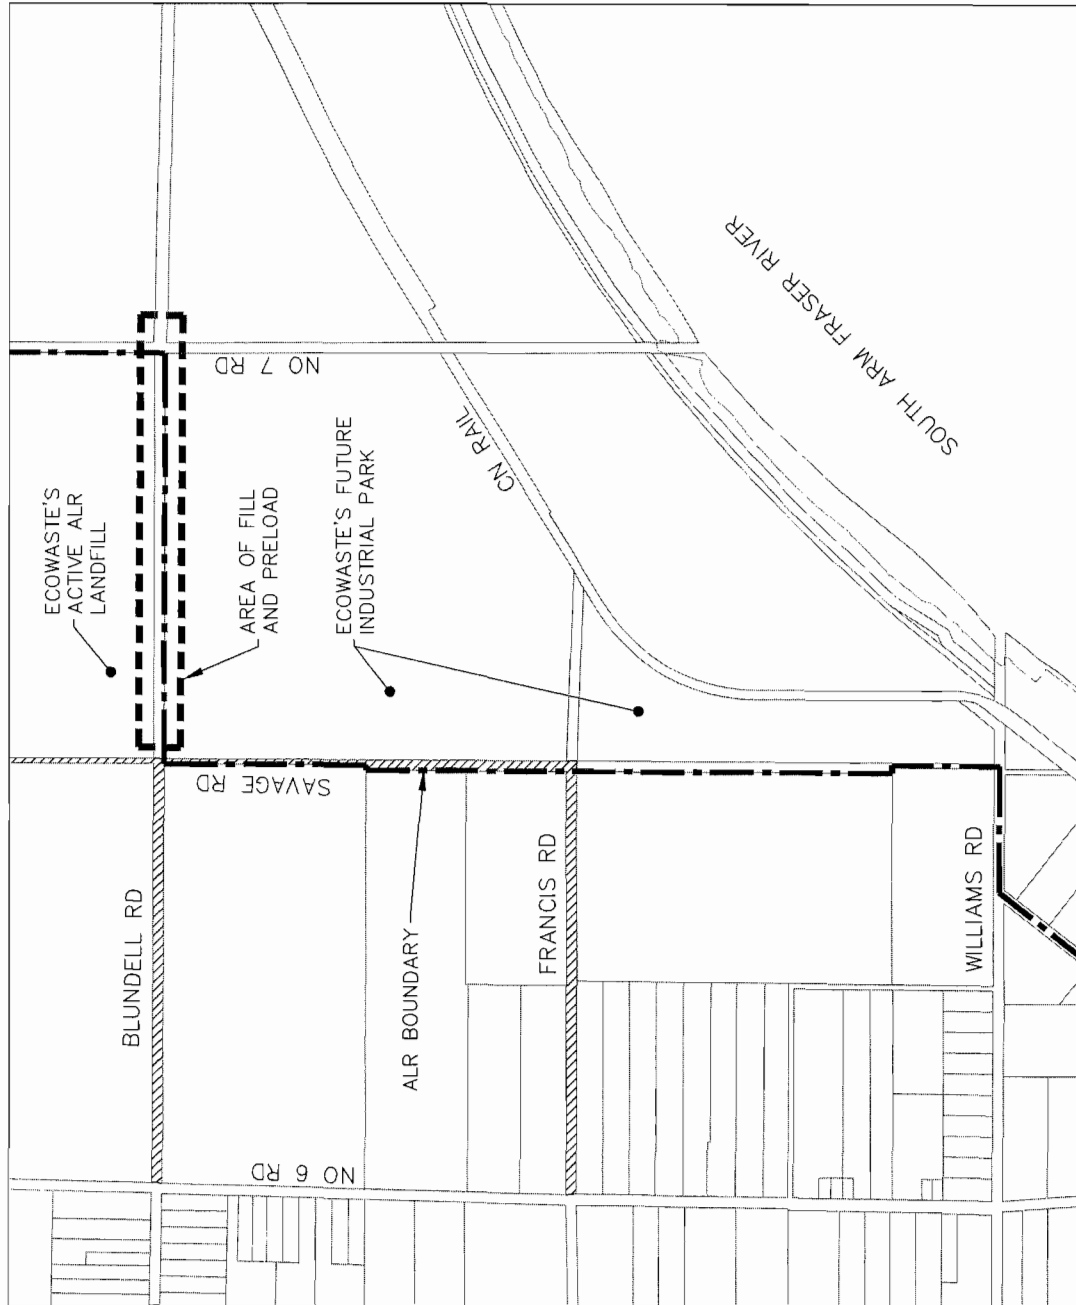 ECOWASTE'S
ACTIVE ALR
LANDFILL
AREA OF FILL
AND PRELOAD
ECOWASTE'S FUTURE
INDUSTRIAL PARK
NO 7 RD
CN RAIL
SOUTH ARM FRASER RIVER
SAVAGE RD
BLUNDELL RD
ALR BOUNDARY
FRANCIS RD
WILLIAMS RD
NO 6 RD